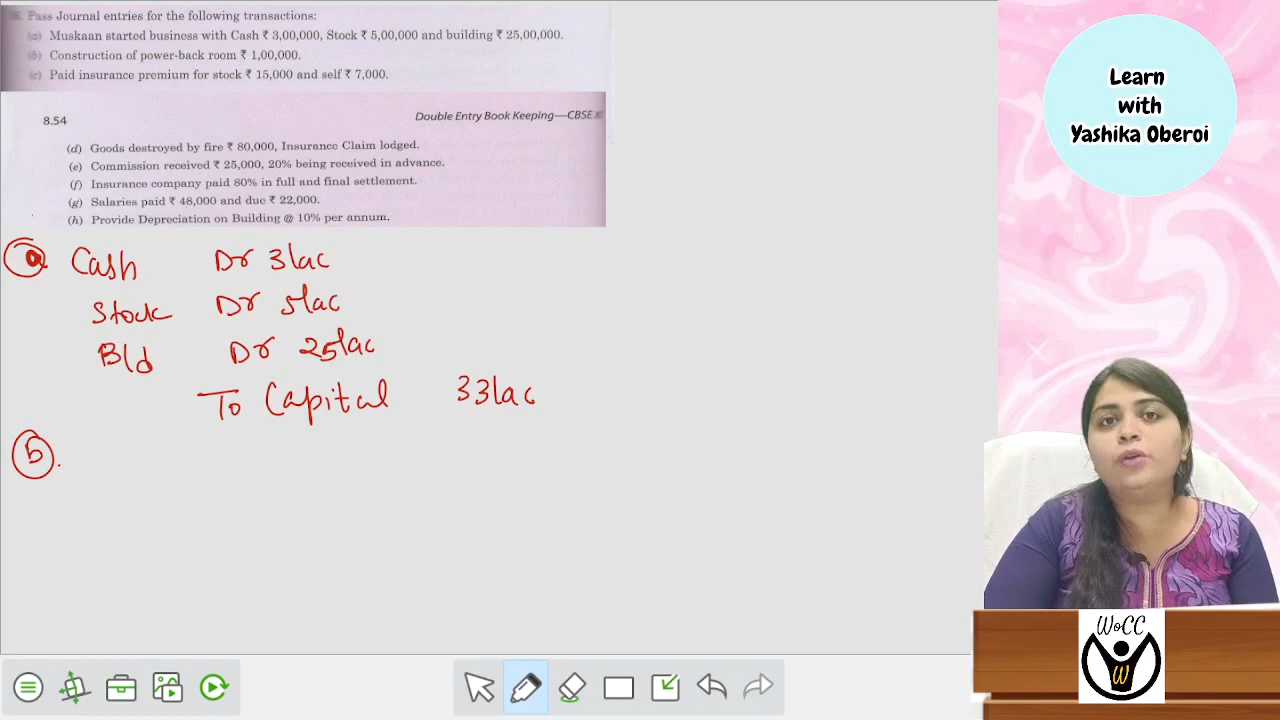 Pass Journal entries for the following transactions:
(a) Muskaan started business with Cash ₹ 3,00,000, Stock ₹ 5,00,000 and building ₹ 25,00,000.
(b) Construction of power-back room ₹ 1,00,000.
(c) Paid insurance premium for stock ₹ 15,000 and self ₹ 7,000.
8.54
Double Entry Book Keeping—CBSE
(d) Goods destroyed by fire ₹ 80,000, Insurance Claim lodged.
(e) Commission received ₹ 25,000, 20% being received in advance.
(f) Insurance company paid 80% in full and final settlement.
(g) Salaries paid ₹ 48,000 and due ₹ 22,000.
(h) Provide Depreciation on Building @ 10% per annum.
a Cash Dr 3lac
Stock Dr 5lac
Bld Dr 25lac
To Capital 33lac
b.
Learn
with
Yashika Oberoi
WoCC
W